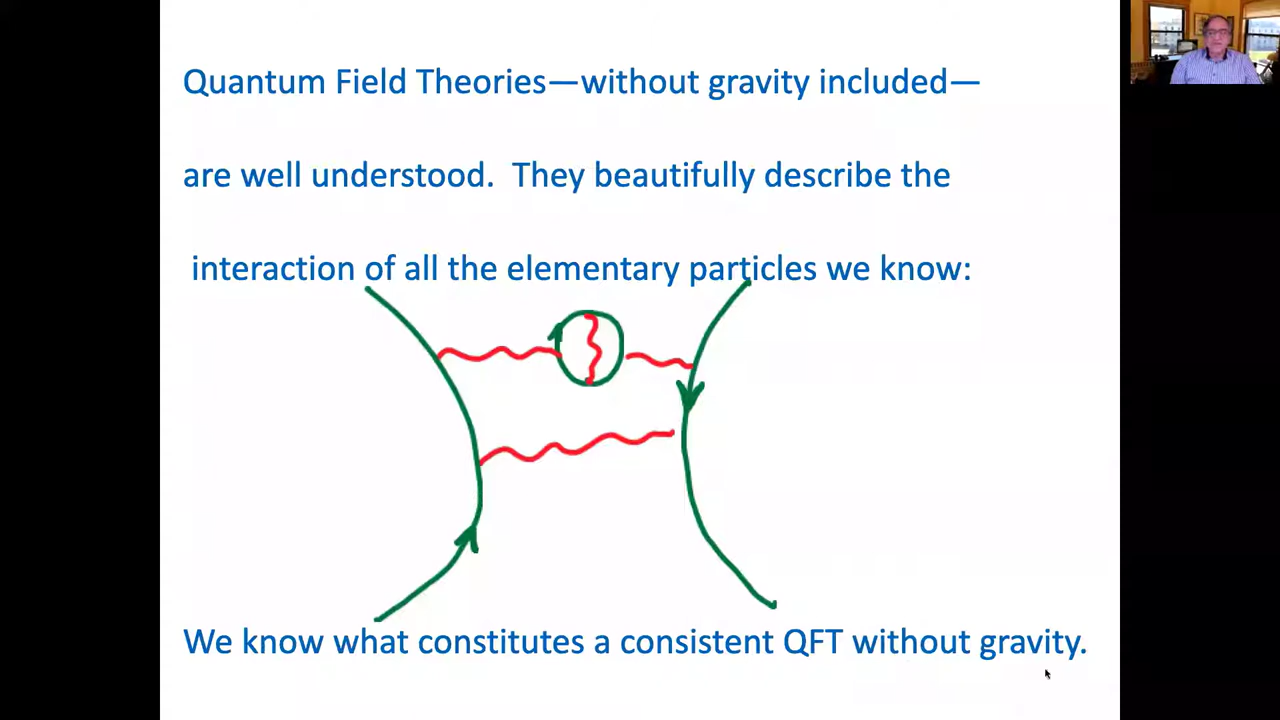 Quantum Field Theories—without gravity included—
are well understood.  They beautifully describe the
interaction of all the elementary particles we know:
We know what constitutes a consistent QFT without gravity.